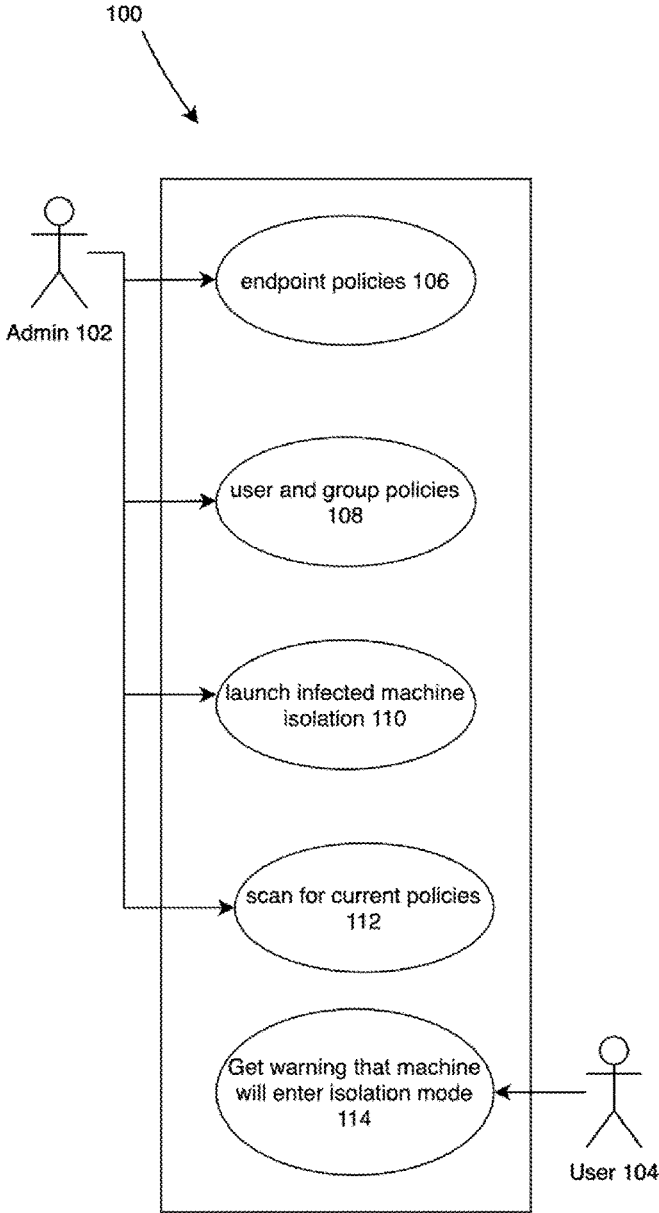 100
Admin 102
endpoint policies 106
user and group policies
108
launch infected machine
isolation 110
scan for current policies
112
Get warning that machine
will enter isolation mode
114
User 104